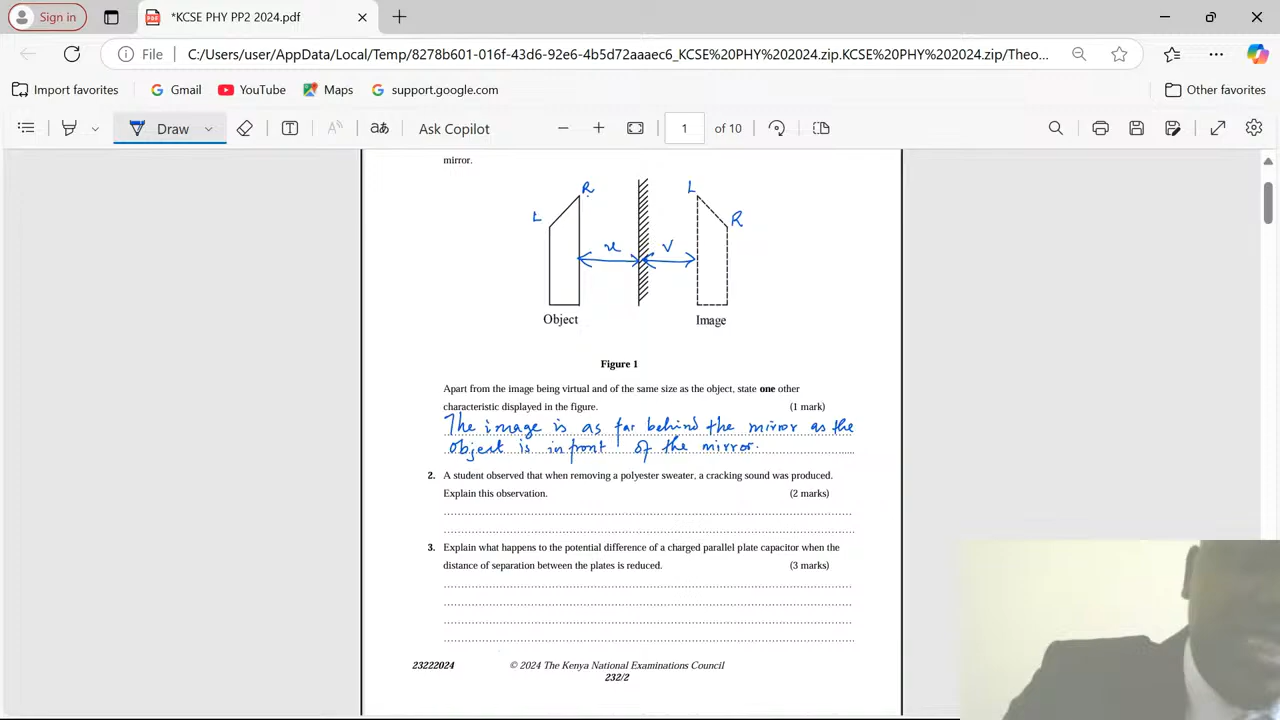 Sign in
*KCSE PHY PP2 2024.pdf
File
C:/Users/user/AppData/Local/Temp/8278b601-016f-43d6-92e6-4b5d72aaaec6_KCSE%20PHY%202024.zip.KCSE%20PHY%202024.zip/Theo...
Import favorites
Gmail
YouTube
Maps
support.google.com
Other favorites
Draw
aあ
Ask Copilot
1 of 10
mirror.
R
L
L
R
u
V
Object
Image
Figure 1
Apart from the image being virtual and of the same size as the object, state one other
characteristic displayed in the figure. (1 mark)
The image is as far behind the mirror as the
object is in front of the mirror.
2. A student observed that when removing a polyester sweater, a cracking sound was produced.
Explain this observation. (2 marks)
3. Explain what happens to the potential difference of a charged parallel plate capacitor when the
distance of separation between the plates is reduced. (3 marks)
23222024
© 2024 The Kenya National Examinations Council
232/2